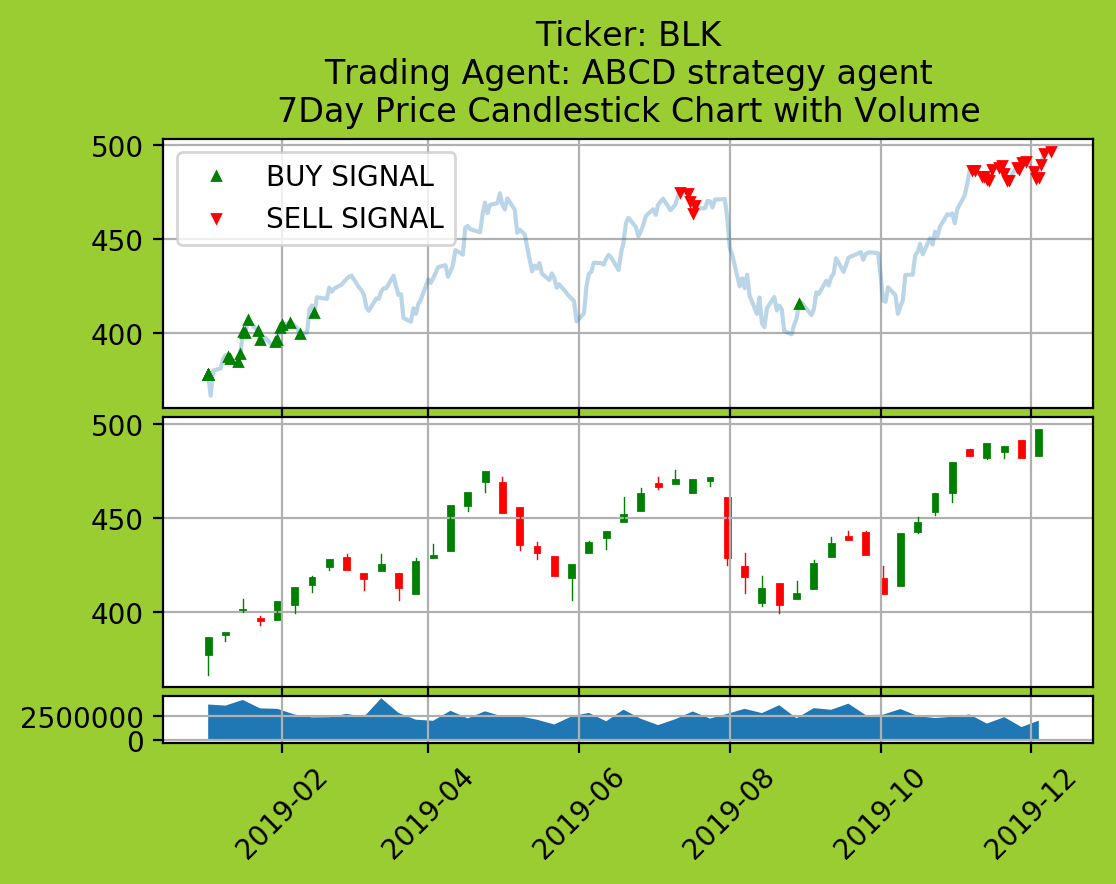 Ticker: BLK
Trading Agent: ABCD strategy agent
7Day Price Candlestick Chart with Volume
500
BUY SIGNAL
SELL SIGNAL
450
400
500
450
400
2500000
0
2019-02
2019-04
2019-06
2019-08
2019-10
2019-12